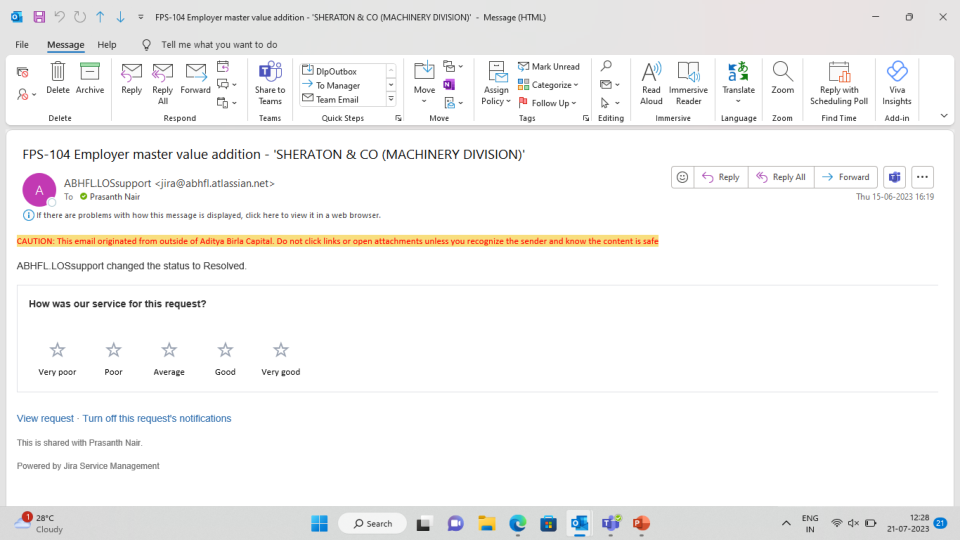 FPS-104 Employer master value addition - 'SHERATON & CO (MACHINERY DIVISION)' - Message (HTML)
File Message Help Tell me what you want to do
Delete Archive
Delete
Reply Reply All Forward
Respond
Share to Teams
Teams
DlpOutbox
To Manager
Team Email
Quick Steps
Move
Move
Assign Policy
Mark Unread
Categorize
Follow Up
Tags
Editing
Read Aloud Immersive Reader
Immersive
Translate
Language
Zoom
Zoom
Reply with Scheduling Poll
Find Time
Viva Insights
Add-in
FPS-104 Employer master value addition - 'SHERATON & CO (MACHINERY DIVISION)'
A
ABHFL.LOSsupport <jira@abhfl.atlassian.net>
To Prasanth Nair
Reply Reply All Forward
Thu 15-06-2023 16:19
If there are problems with how this message is displayed, click here to view it in a web browser.
CAUTION: This email originated from outside of Aditya Birla Capital. Do not click links or open attachments unless you recognize the sender and know the content is safe
ABHFL.LOSsupport changed the status to Resolved.
How was our service for this request?
Very poor Poor Average Good Very good
View request · Turn off this request's notifications
This is shared with Prasanth Nair.
Powered by Jira Service Management
1
28°C
Cloudy
Search
ENG
IN
12:28
21-07-2023
21